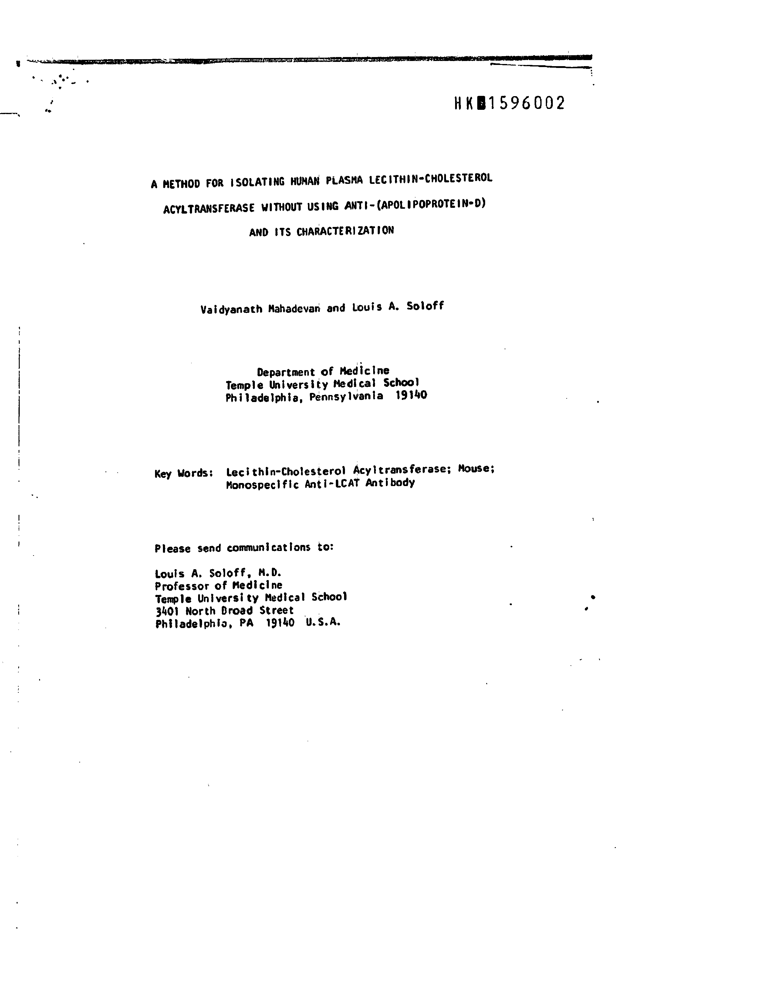 HK 1596002
A METHOD FOR ISOLATING HUMAN PLASMA LECITHIN-CHOLESTEROL
ACYLTRANSFERASE WITHOUT USING ANTI-(APOLIPOPROTEIN-D)
AND ITS CHARACTERIZATION
Vaidyanath Mahadevan and Louis A. Soloff
Department of Medicine
Temple University Medical School
Philadelphia, Pennsylvania 19140
Key Words: Lecithin-Cholesterol Acyltransferase; Mouse;
Monospecific Anti-LCAT Antibody
Please send communications to:
Louis A. Soloff, M.D.
Professor of Medicine
Temple University Medical School
3401 North Broad Street
Philadelphia, PA 19140 U.S.A.